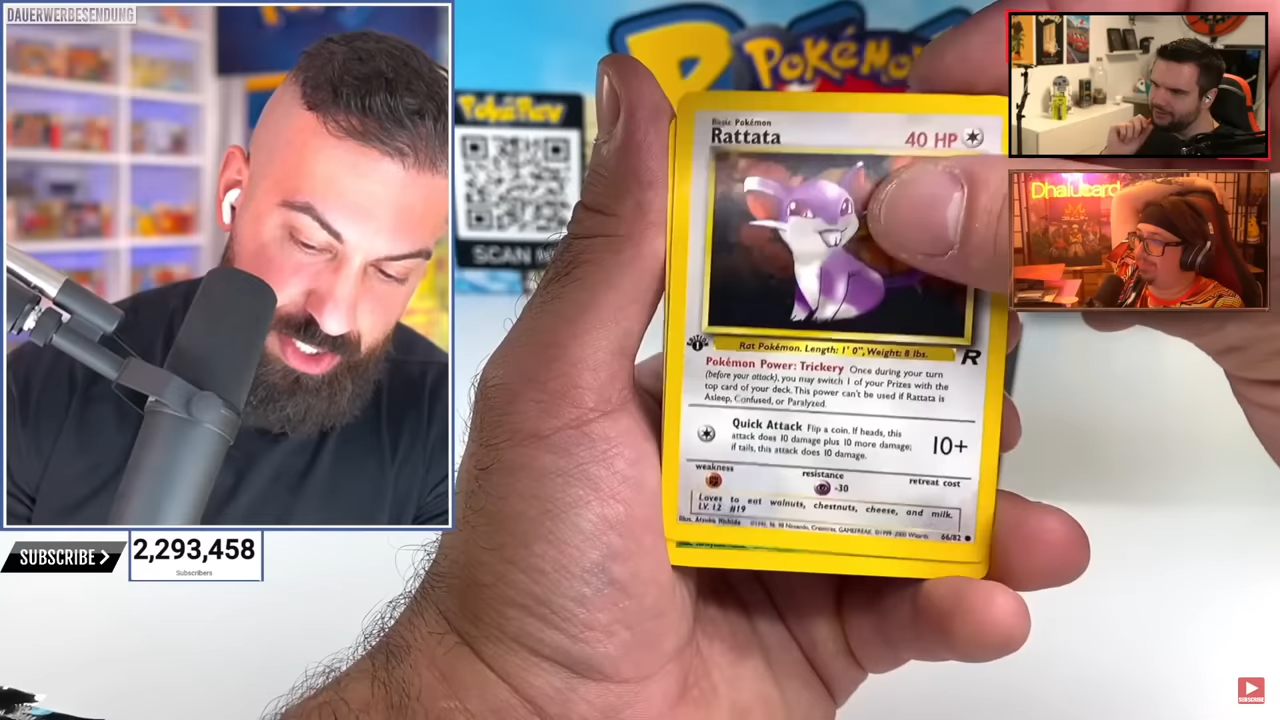 DAUERWERBESENDUNG
PokéRev
SCAN
POKéMON
Basic Pokémon
Rattata
40 HP
EDITION
1
Rat Pokémon. Length: 1' 0", Weight: 8 lbs.
R
Pokémon Power: Trickery Once during your turn
(before your attack), you may switch 1 of your Prizes with the
top card of your deck. This power can't be used if Rattata is
Asleep, Confused, or Paralyzed.
Quick Attack Flip a coin. If heads, this
attack does 10 damage plus 10 more damage;
if tails, this attack does 10 damage.
10+
weakness
resistance
retreat cost
-30
Loves to eat walnuts, chestnuts, cheese, and milk.
LV. 12 #19
66/82
Dhalucard
SUBSCRIBE
2,293,458
Subscribers
SUBSCRIBE